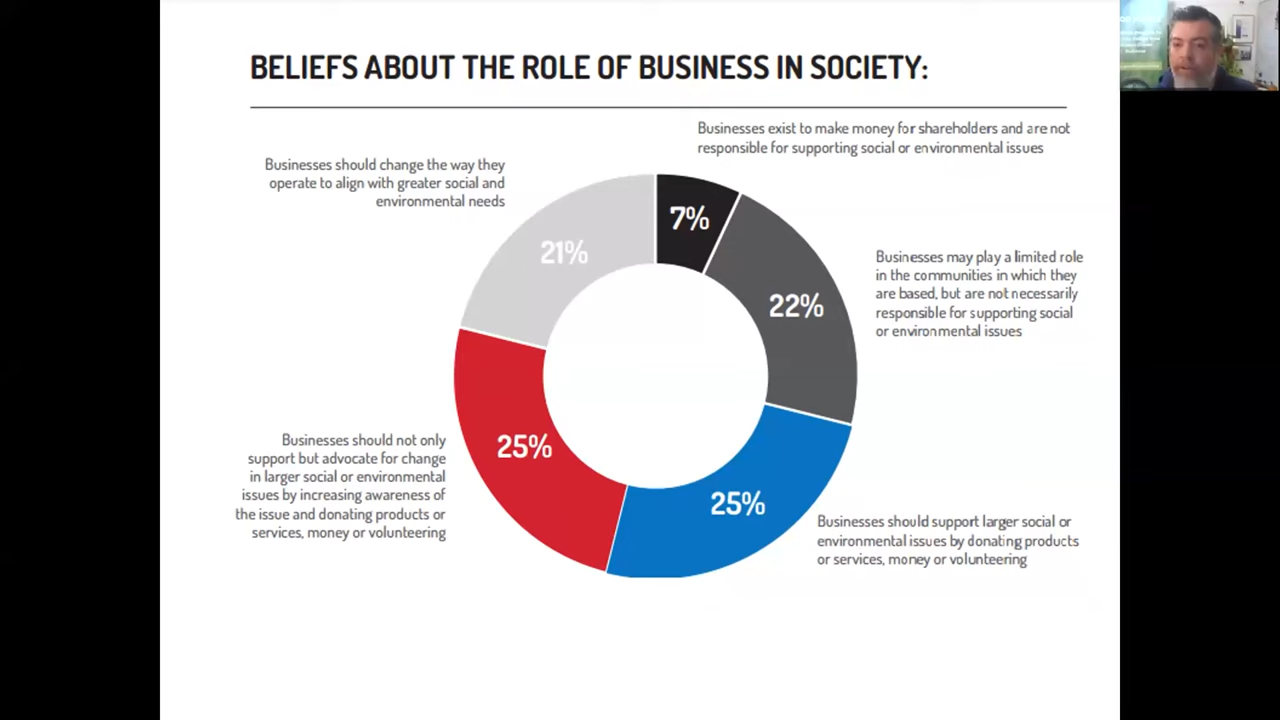 BELIEFS ABOUT THE ROLE OF BUSINESS IN SOCIETY:
Businesses exist to make money for shareholders and are not
responsible for supporting social or environmental issues
Businesses should change the way they
operate to align with greater social and
environmental needs
7%
21%
22%
Businesses may play a limited role
in the communities in which they
are based, but are not necessarily
responsible for supporting social
or environmental issues
Businesses should not only
support but advocate for change
in larger social or environmental
issues by increasing awareness of
the issue and donating products or
services, money or volunteering
25%
25%
Businesses should support larger social or
environmental issues by donating products
or services, money or volunteering